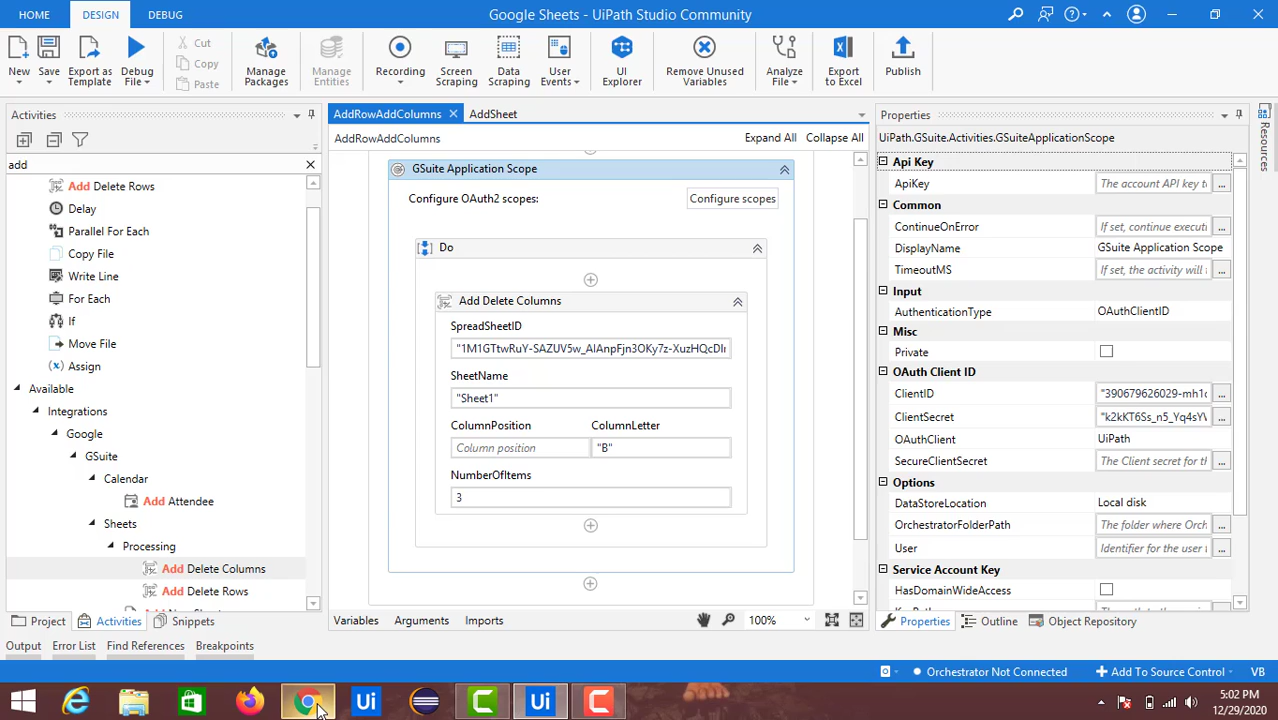 HOME DESIGN DEBUG Google Sheets - UiPath Studio Community
New Save Export as Template Debug File Cut Copy Paste Manage Packages Manage Entities Recording Screen Scraping Data Scraping User Events UI Explorer Remove Unused Variables Analyze File Export to Excel Publish
Activities
add
Add Delete Rows
Delay
Parallel For Each
Copy File
Write Line
For Each
If
Move File
Assign
Available
Integrations
Google
GSuite
Calendar
Add Attendee
Sheets
Processing
Add Delete Columns
Add Delete Rows
Project Activities Snippets
AddRowAddColumns AddSheet
AddRowAddColumns Expand All Collapse All
GSuite Application Scope
Configure OAuth2 scopes: Configure scopes
Do
Add Delete Columns
SpreadSheetID
SheetName
"Sheet1"
ColumnPosition ColumnLetter
Column position "B"
NumberOfItems
3
Variables Arguments Imports 100%
Properties
UiPath.GSuite.Activities.GSuiteApplicationScope
Api Key
ApiKey The account API key t
Common
ContinueOnError If set, continue execut
DisplayName GSuite Application Scope
TimeoutMS If set, the activity will
Input
AuthenticationType OAuthClientID
Misc
Private
OAuth Client ID
ClientID
ClientSecret
OAuthClient UiPath
SecureClientSecret The Client secret for
Options
DataStoreLocation Local disk
OrchestratorFolderPath The folder where Orc
User Identifier for the user
Service Account Key
HasDomainWideAccess
Properties Outline Object Repository
Resources
Output Error List Find References Breakpoints
Orchestrator Not Connected Add To Source Control VB
Ui Ui
5:02 PM
12/29/2020